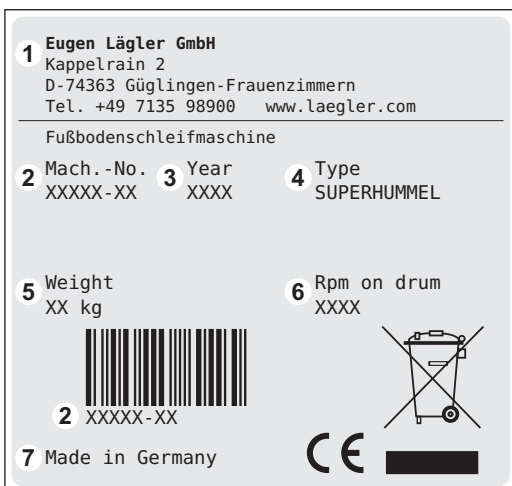 1 Eugen Lägler GmbH
Kappelrain 2
D-74363 Güglingen-Frauenzimmern
Tel. +49 7135 98900 www.laegler.com
Fußbodenschleifmaschine
2 Mach.-No. 3 Year 4 Type
XXXXX-XX XXXX SUPERHUMMEL
5 Weight 6 Rpm on drum
XX kg XXXX
2 XXXXX-XX
7 Made in Germany CE